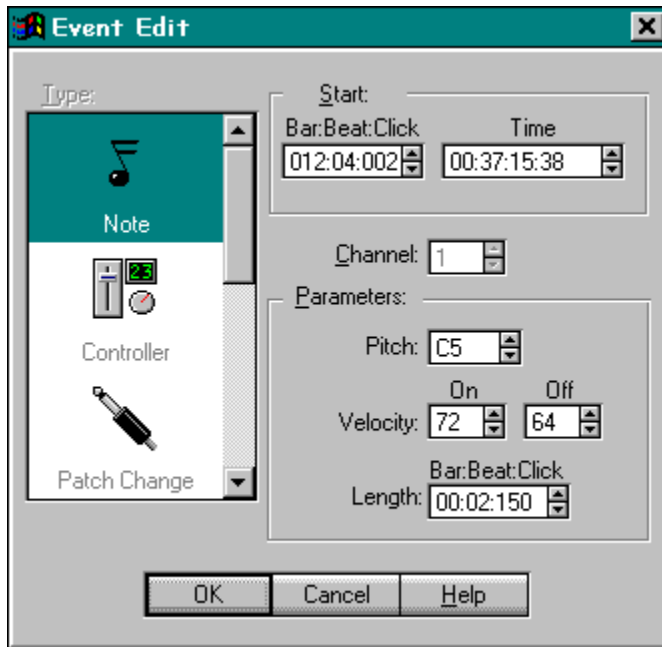 Event Edit
Type:
Note
23
Controller
Patch Change
Start:
Bar:Beat:Click Time
012:04:002 00:37:15:38
Channel: 1
Parameters:
Pitch: C5
On Off
Velocity: 72 64
Bar:Beat:Click
Length: 00:02:150
OK Cancel Help